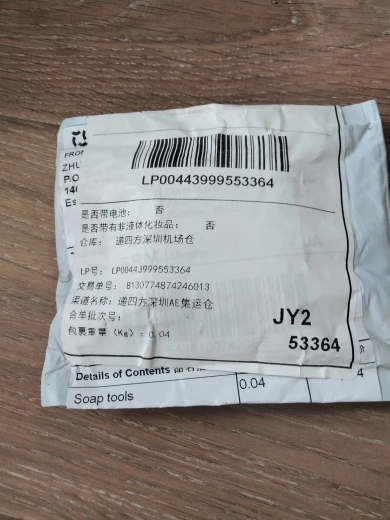 FROM
ZHU
P.O
LP00443999553364
是否带电池: 否
是否带有非液体化妆品: 否
仓库: 递四方深圳机场仓
LP号: LP00443999553364
交易单号: 8130774874246013
渠道名称: 递四方深圳AE集运仓
合单批次号:
包裹重量 (Kg) : 0.04
JY2
53364
Details of Contents
0.04
4
Soap tools